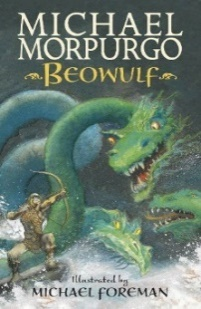 MICHAEL
MORPURGO
BEOWULF
Illustrated by
MICHAEL FOREMAN